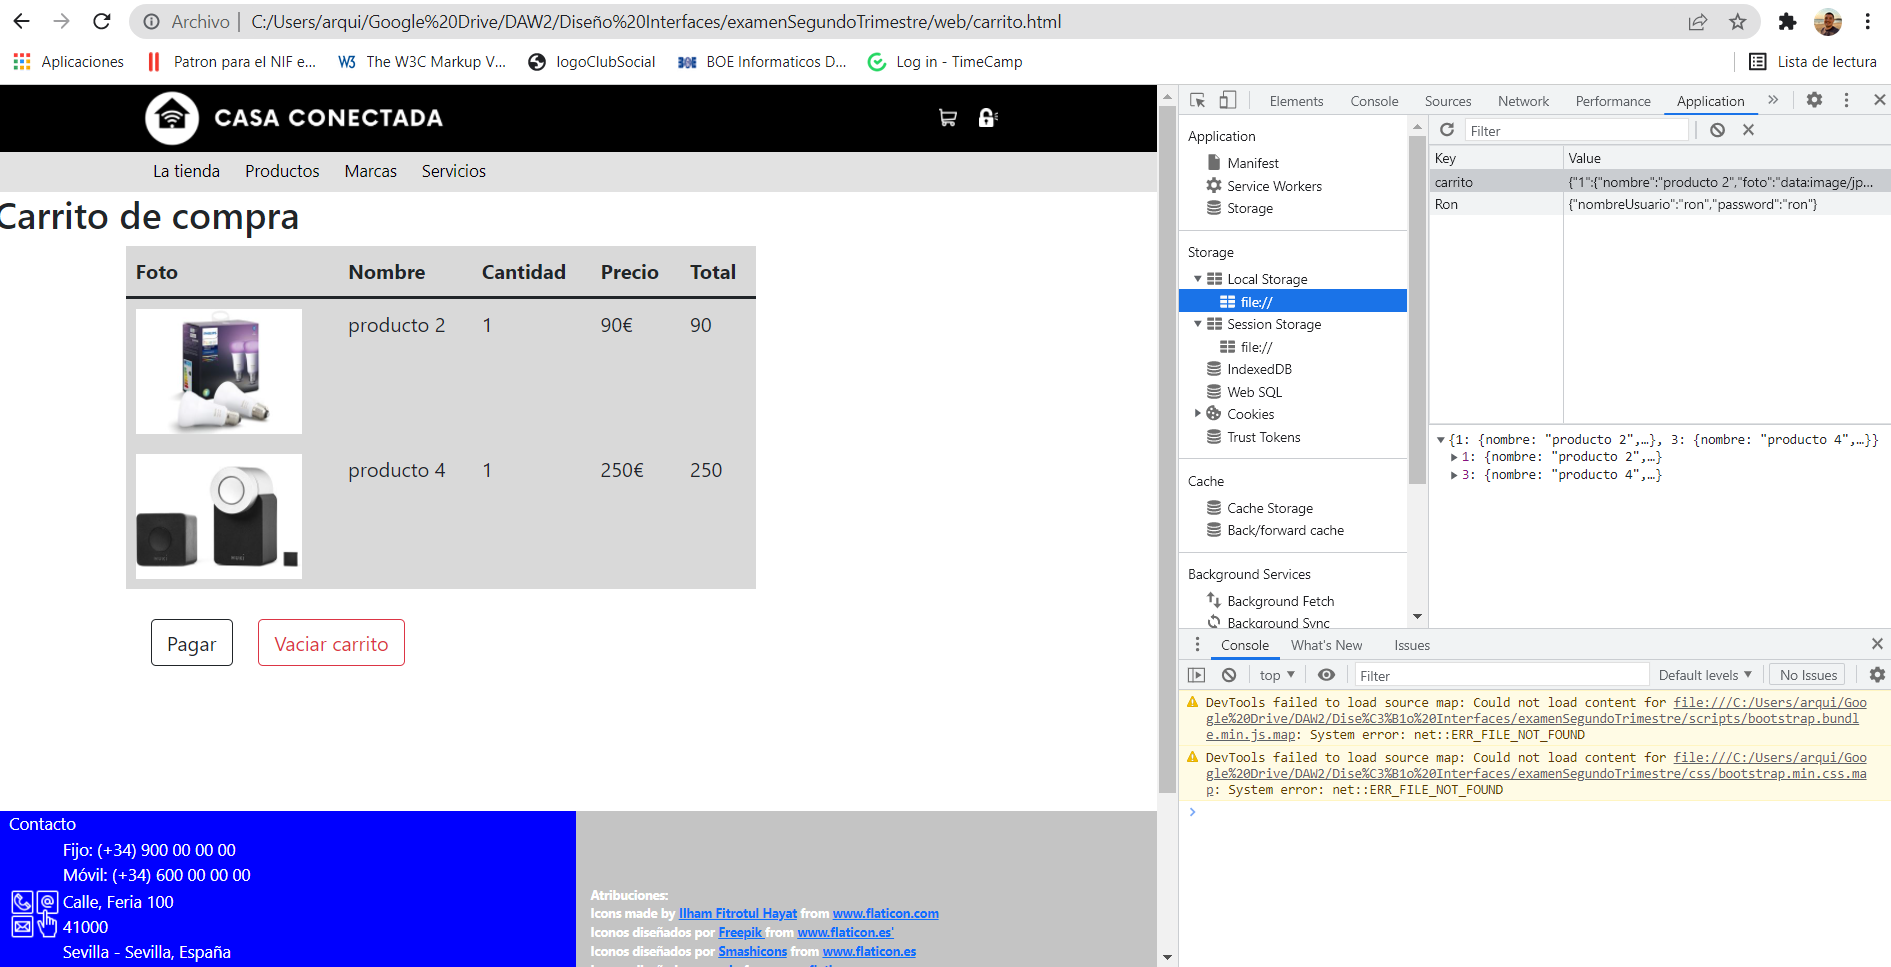 Archivo | C:/Users/arqui/Google%20Drive/DAW2/Diseño%20Interfaces/examenSegundoTrimestre/web/carrito.html
Aplicaciones Patron para el NIF e... The W3C Markup V... logoClubSocial BOE Informaticos D... Log in - TimeCamp Lista de lectura
CASA CONECTADA
La tienda Productos Marcas Servicios
Carrito de compra
Foto Nombre Cantidad Precio Total
producto 2 1 90€ 90
producto 4 1 250€ 250
Pagar Vaciar carrito
Contacto
Fijo: (+34) 900 00 00 00
Móvil: (+34) 600 00 00 00
Calle, Feria 100
41000
Sevilla - Sevilla, España
Atribuciones:
Icons made by Ilham Fitrotul Hayat from www.flaticon.com
Iconos diseñados por Freepik from www.flaticon.es'
Iconos diseñados por Smashicons from www.flaticon.es
Elements Console Sources Network Performance Application »
Application
Manifest
Service Workers
Storage
Storage
Local Storage
file://
Session Storage
file://
IndexedDB
Web SQL
Cookies
Trust Tokens
Cache
Cache Storage
Back/forward cache
Background Services
Background Fetch
Background Sync
Filter
Key Value
carrito {"1":{"nombre":"producto 2","foto":"data:image/jp...
Ron {"nombreUsuario":"ron","password":"ron"}
{1: {nombre: "producto 2",…}, 3: {nombre: "producto 4",…}}
1: {nombre: "producto 2",…}
3: {nombre: "producto 4",…}
Console What's New Issues
top Filter Default levels No Issues
DevTools failed to load source map: Could not load content for file:///C:/Users/arqui/Goo
gle%20Drive/DAW2/Dise%C3%B1o%20Interfaces/examenSegundoTrimestre/scripts/bootstrap.bundl
e.min.js.map: System error: net::ERR_FILE_NOT_FOUND
DevTools failed to load source map: Could not load content for file:///C:/Users/arqui/Goo
gle%20Drive/DAW2/Dise%C3%B1o%20Interfaces/examenSegundoTrimestre/css/bootstrap.min.css.ma
p: System error: net::ERR_FILE_NOT_FOUND